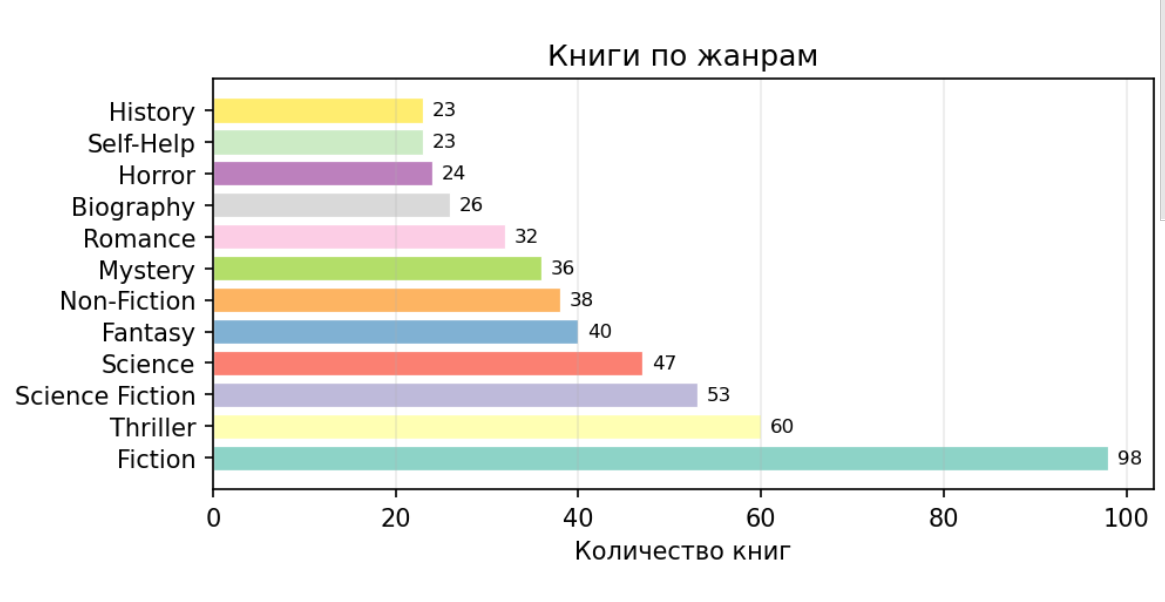 Книги по жанрам
History 23
Self-Help 23
Horror 24
Biography 26
Romance 32
Mystery 36
Non-Fiction 38
Fantasy 40
Science 47
Science Fiction 53
Thriller 60
Fiction 98
0 20 40 60 80 100
Количество книг